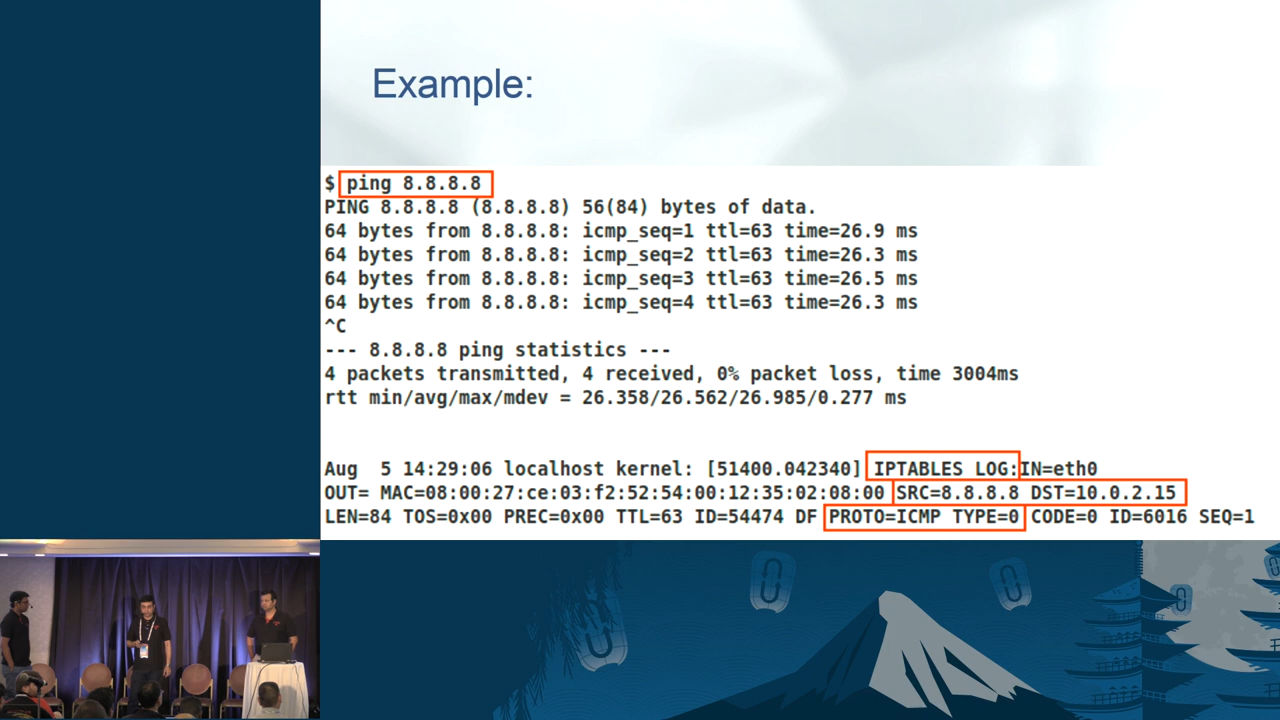 Example:
$ ping 8.8.8.8
PING 8.8.8.8 (8.8.8.8) 56(84) bytes of data.
64 bytes from 8.8.8.8: icmp_seq=1 ttl=63 time=26.9 ms
64 bytes from 8.8.8.8: icmp_seq=2 ttl=63 time=26.3 ms
64 bytes from 8.8.8.8: icmp_seq=3 ttl=63 time=26.5 ms
64 bytes from 8.8.8.8: icmp_seq=4 ttl=63 time=26.3 ms
^C
--- 8.8.8.8 ping statistics ---
4 packets transmitted, 4 received, 0% packet loss, time 3004ms
rtt min/avg/max/mdev = 26.358/26.562/26.985/0.277 ms
Aug  5 14:29:06 localhost kernel: [51400.042340] IPTABLES LOG:IN=eth0
OUT= MAC=08:00:27:ce:03:f2:52:54:00:12:35:02:08:00 SRC=8.8.8.8 DST=10.0.2.15
LEN=84 TOS=0x00 PREC=0x00 TTL=63 ID=54474 DF PROTO=ICMP TYPE=0 CODE=0 ID=6016 SEQ=1